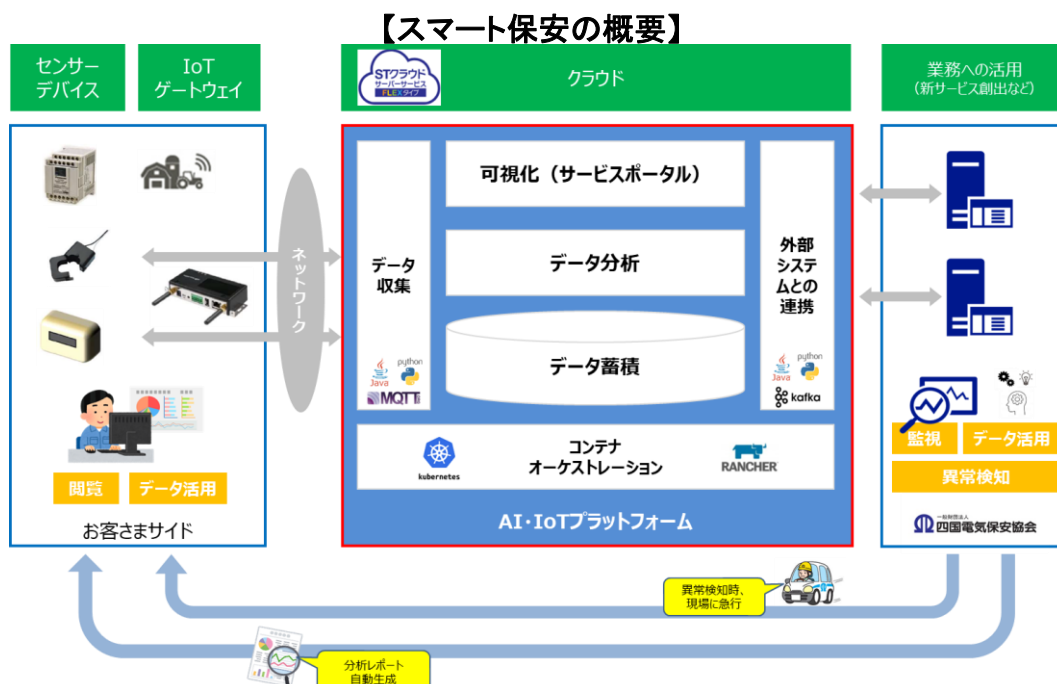 【スマート保安の概要】
センサー
デバイス
IoT
ゲートウェイ
STクラウド
サーバーサービス
FLEXタイプ
クラウド
業務への活用
（新サービス創出など）
ネットワーク
データ
収集
python
Java
MQTT
可視化（サービスポータル）
データ分析
データ蓄積
外部
システ
ムとの
連携
python
Java
kafka
kubernetes
コンテナ
オーケストレーション
RANCHER
AI・IoTプラットフォーム
閲覧
データ活用
お客さまサイド
監視
データ活用
異常検知
一般財団法人
四国電気保安協会
異常検知時、
現場に急行
分析レポート
自動生成